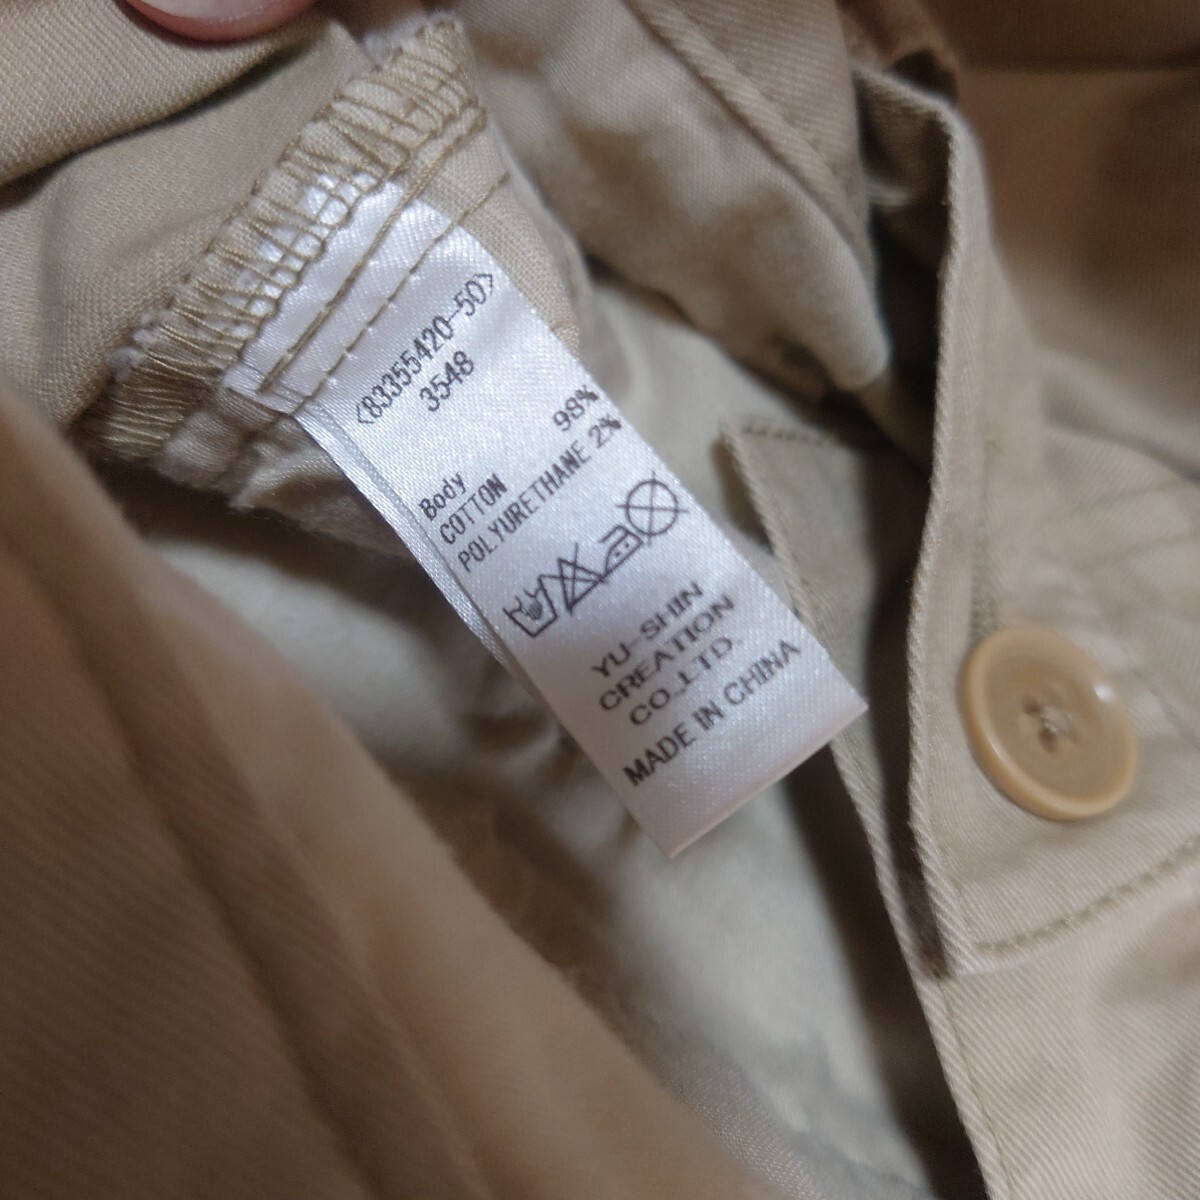 <83355420-50>
3548
Body
COTTON 98%
POLYURETHANE 2%
YU-SHIN
CREATION
CO.,LTD.
MADE IN CHINA